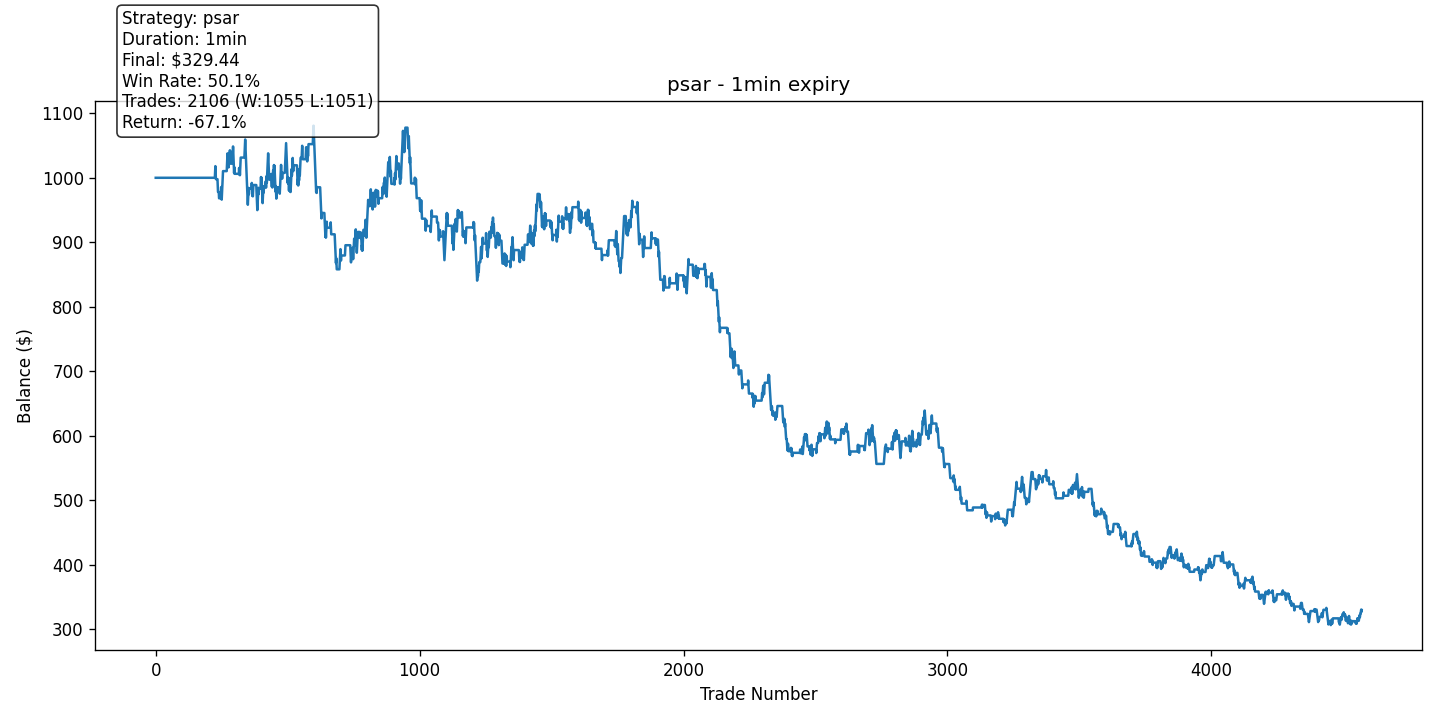 Strategy: psar
Duration: 1min
Final: $329.44
Win Rate: 50.1%
Trades: 2106 (W:1055 L:1051)
Return: -67.1%
psar - 1min expiry
1100
1000
900
800
700
600
500
400
300
Balance ($)
0 1000 2000 3000 4000
Trade Number